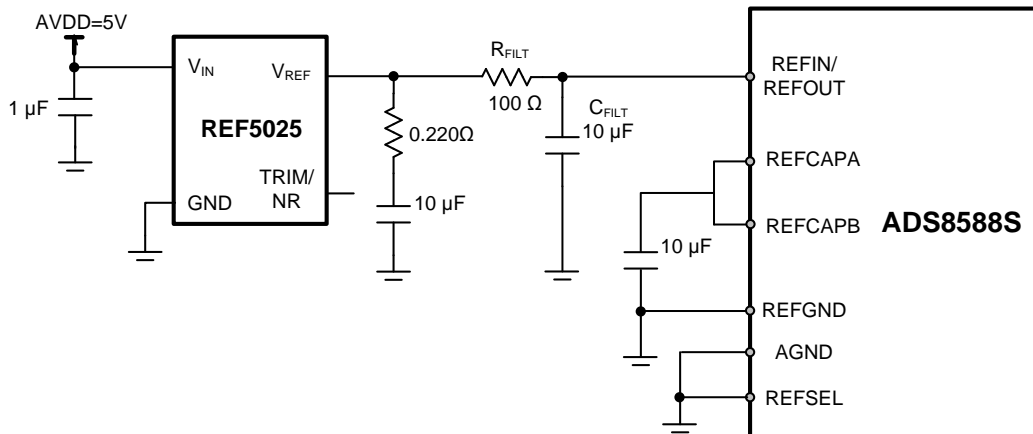 AVDD=5V
1 µF
VIN
VREF
REF5025
TRIM/
NR
GND
0.220Ω
10 µF
RFILT
100 Ω
CFILT
10 µF
10 µF
REFIN/
REFOUT
REFCAPA
REFCAPB
ADS8588S
REFGND
AGND
REFSEL